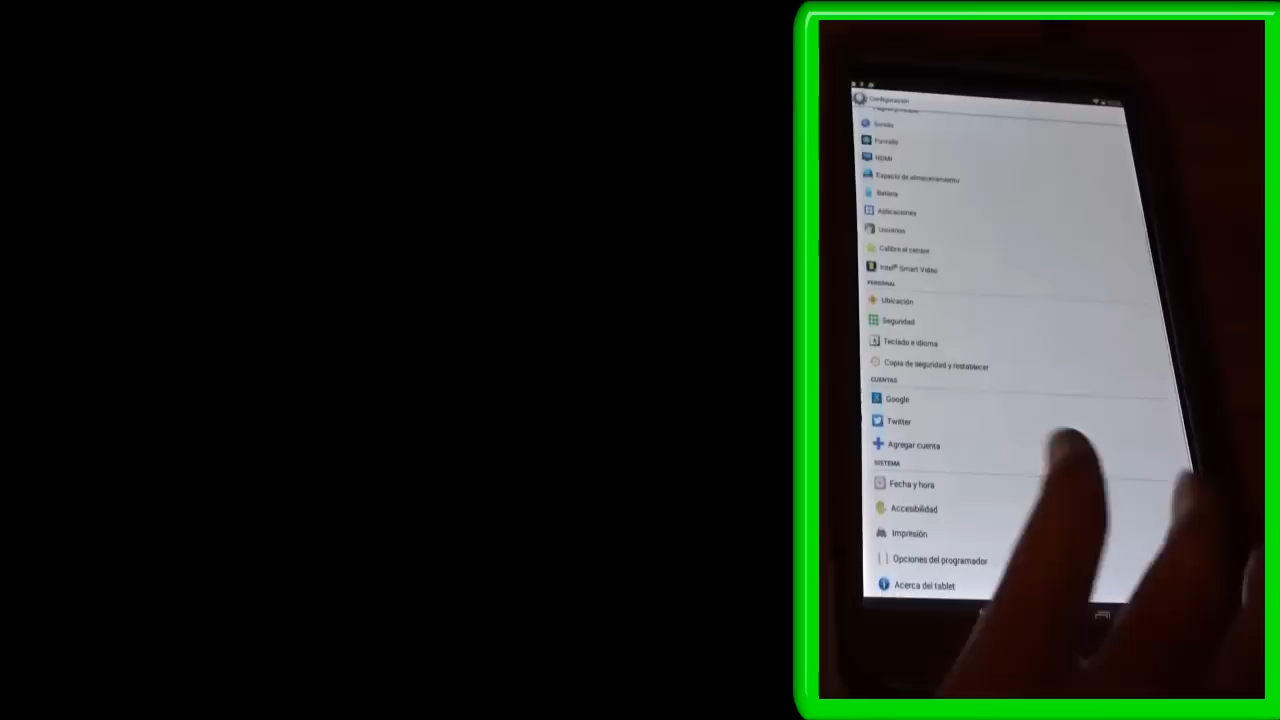 Configuración
Sonido
Pantalla
HDMI
Espacio de almacenamiento
Batería
Aplicaciones
Usuarios
Calibre el censor
Intel® Smart Video
PERSONAL
Ubicación
Seguridad
Teclado e idioma
Copia de seguridad y restablecer
CUENTAS
Google
Twitter
Agregar cuenta
SISTEMA
Fecha y hora
Accesibilidad
Impresión
{ } Opciones del programador
Acerca del tablet